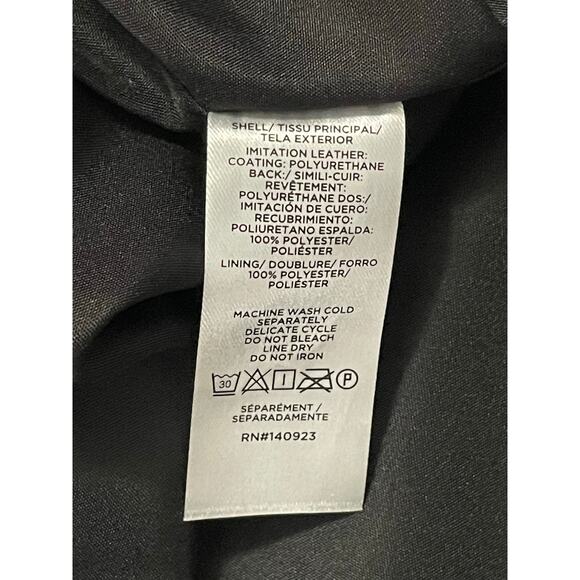 SHELL/ TISSU PRINCIPAL/
TELA EXTERIOR
IMITATION LEATHER:
COATING: POLYURETHANE
BACK:/ SIMILI-CUIR:
REVÊTEMENT:
POLYURÉTHANE DOS:/
IMITACIÓN DE CUERO:
RECUBRIMIENTO:
POLIURETANO ESPALDA:
100% POLYESTER/
POLIÉSTER
LINING/ DOUBLURE/ FORRO
100% POLYESTER/
POLIÉSTER
MACHINE WASH COLD
SEPARATELY
DELICATE CYCLE
DO NOT BLEACH
LINE DRY
DO NOT IRON
30 P
SÉPARÉMENT /
SEPARADAMENTE
RN#140923